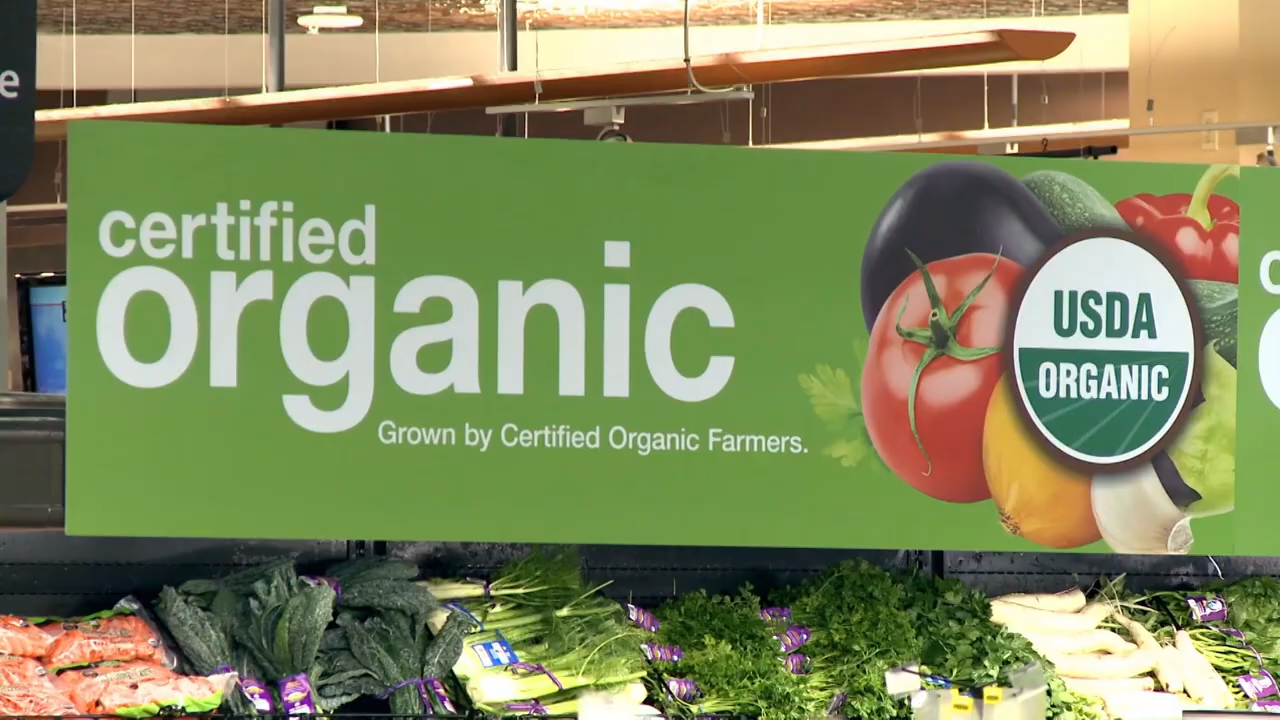 e
certified
organic
Grown by Certified Organic Farmers.
USDA
ORGANIC